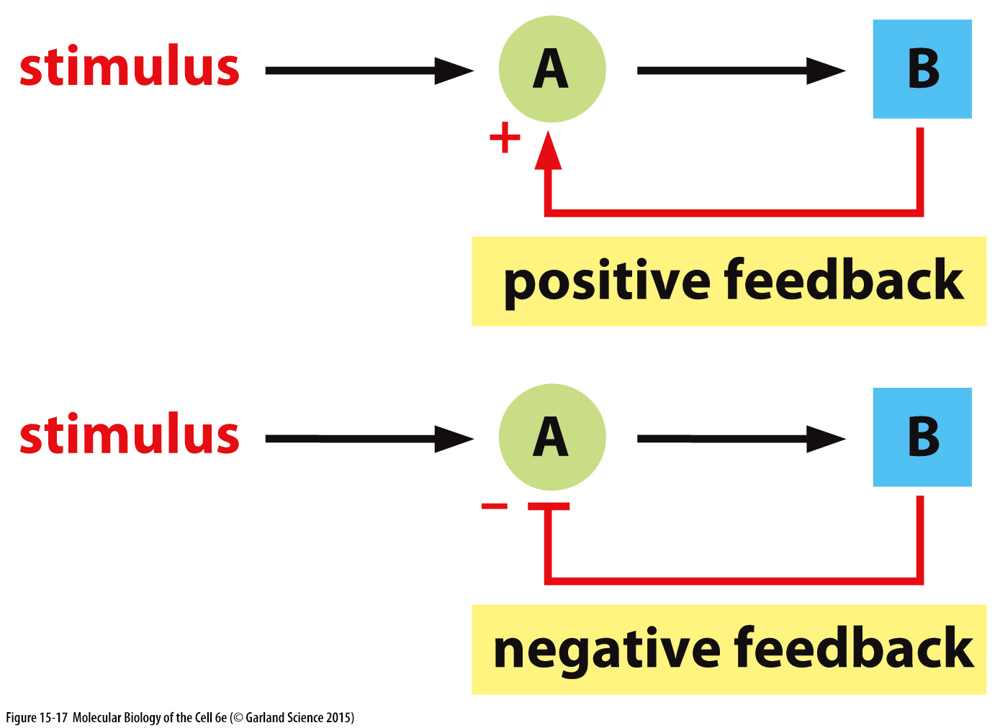 stimulus A B
+
positive feedback
stimulus A B
–
negative feedback
Figure 15-17 Molecular Biology of the Cell 6e (© Garland Science 2015)